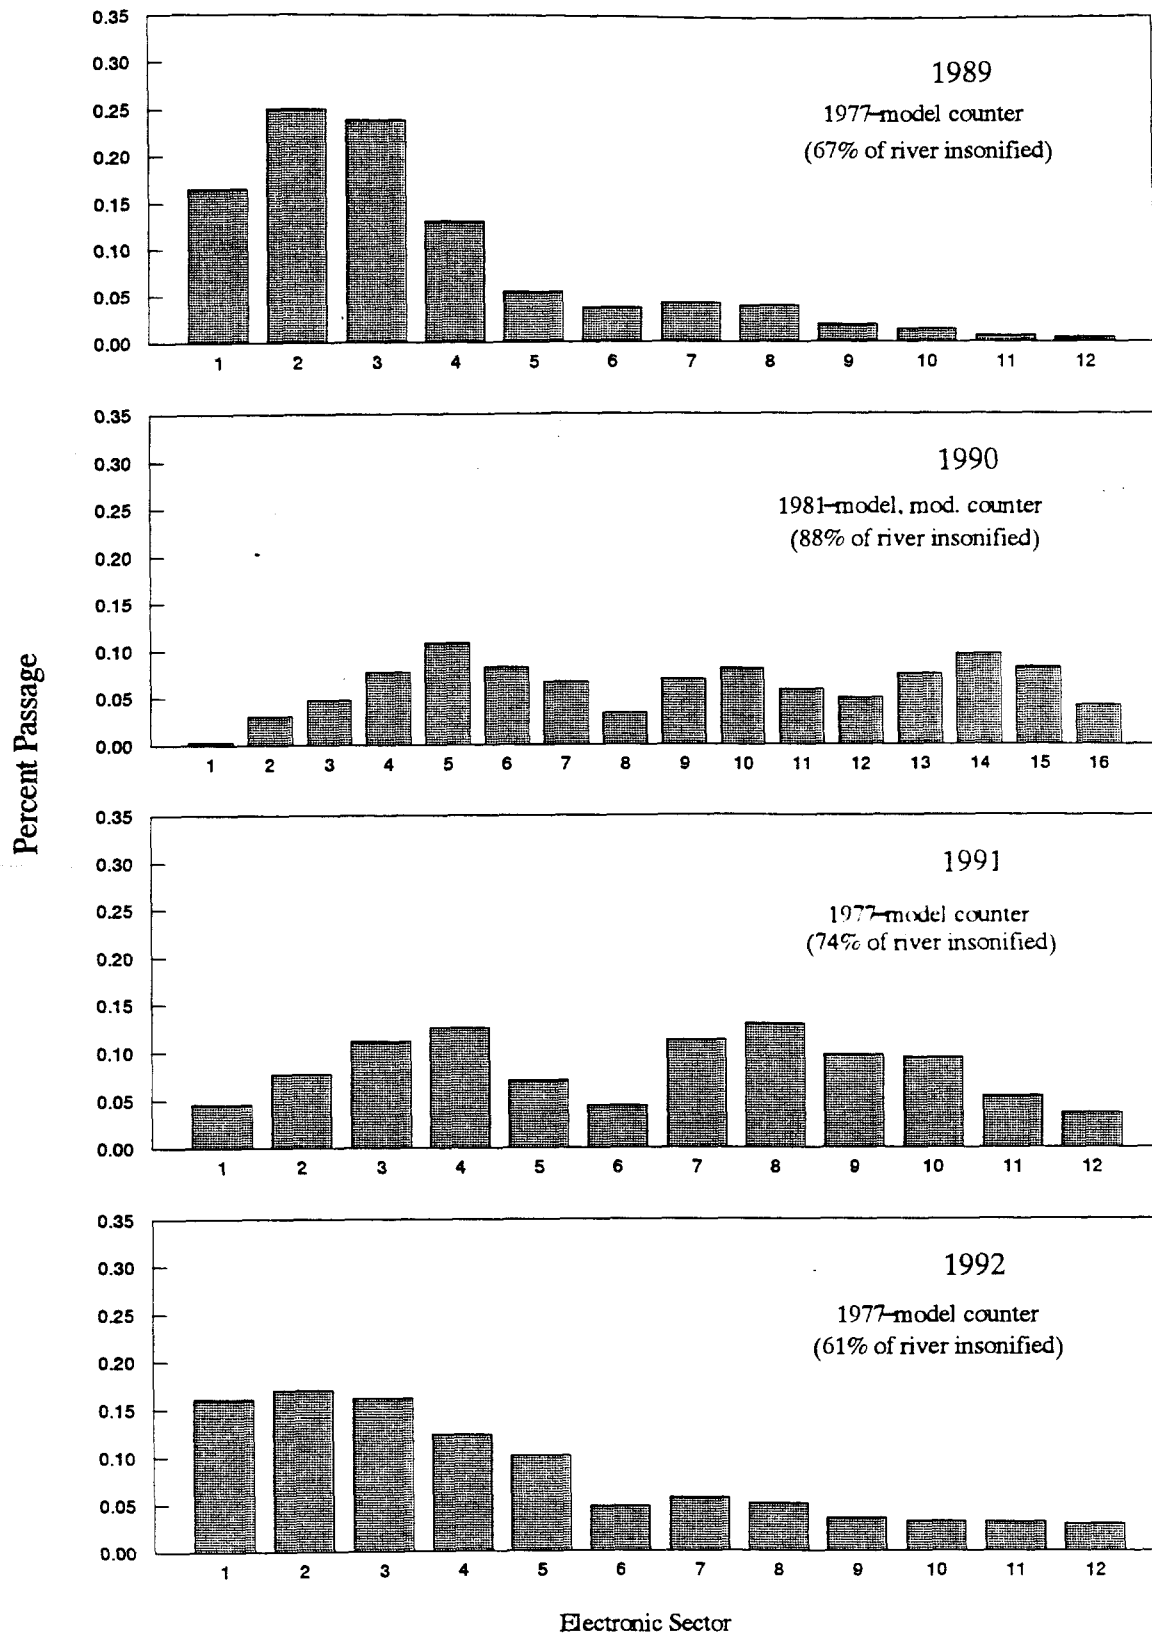 Percent Passage
0.35
0.30
0.25
0.20
0.15
0.10
0.05
0.00
1989
1977-model counter
(67% of river insonified)
1 2 3 4 5 6 7 8 9 10 11 12
0.35
0.30
0.25
0.20
0.15
0.10
0.05
0.00
1990
1981-model, mod. counter
(88% of river insonified)
1 2 3 4 5 6 7 8 9 10 11 12 13 14 15 16
0.35
0.30
0.25
0.20
0.15
0.10
0.05
0.00
1991
1977-model counter
(74% of river insonified)
1 2 3 4 5 6 7 8 9 10 11 12
0.35
0.30
0.25
0.20
0.15
0.10
0.05
0.00
1992
1977-model counter
(61% of river insonified)
1 2 3 4 5 6 7 8 9 10 11 12
Electronic Sector